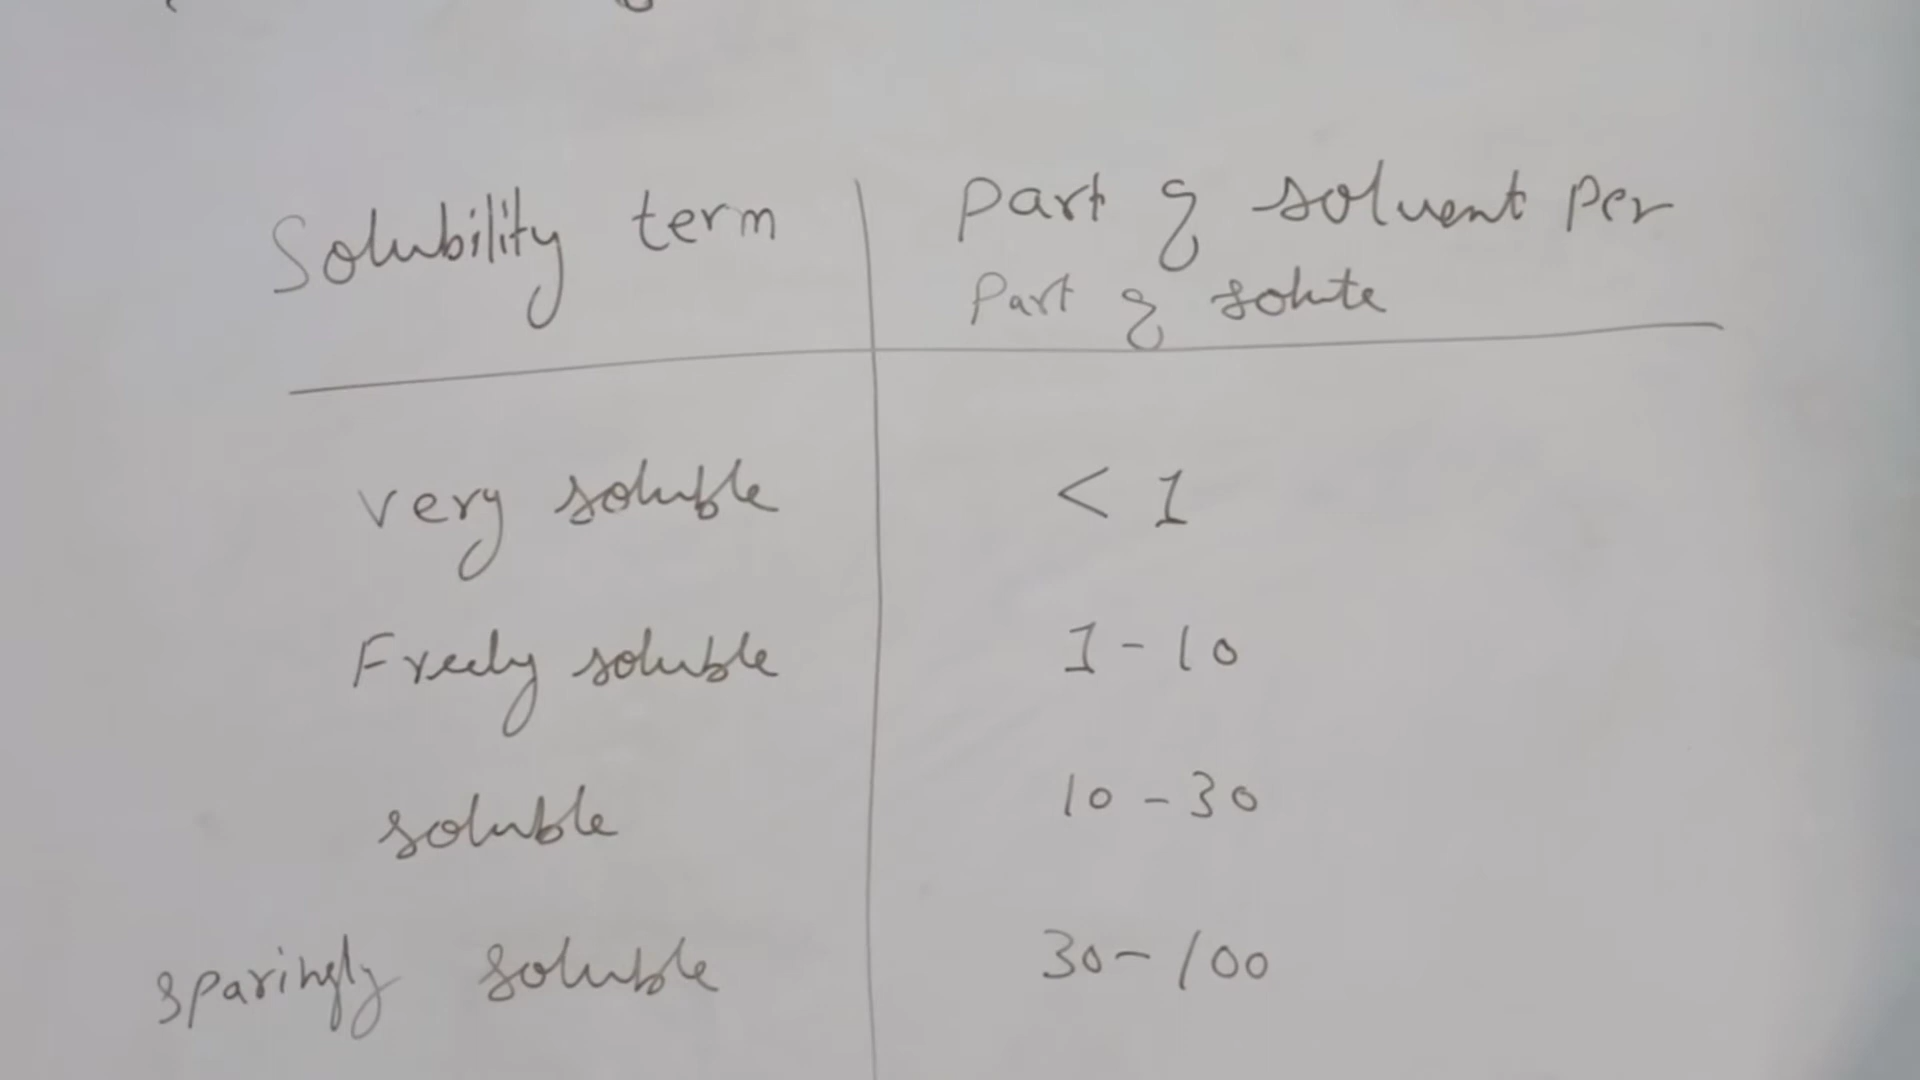 Solubility term | Part of solvent per
Part of solute
very soluble | < 1
Freely soluble | 1 - 10
soluble | 10 - 30
sparingly soluble | 30 - 100